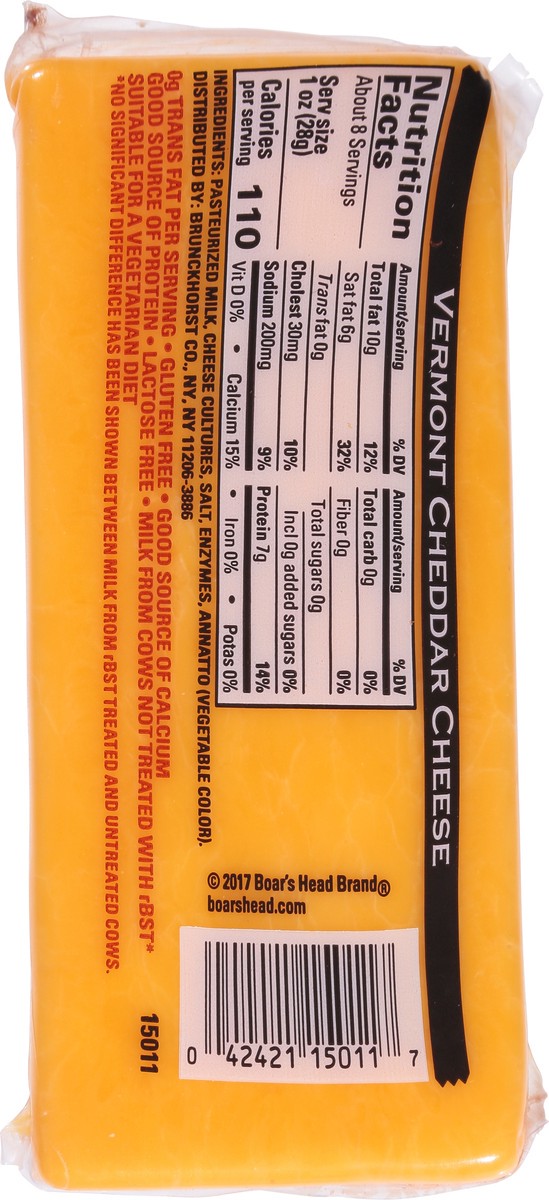 VERMONT CHEDDAR CHEESE
Nutrition
Facts
About 8 Servings
Serv size
1 oz (28g)
Calories
per serving 110
Amount/serving % DV
Total fat 10g 12%
Sat fat 6g 32%
Trans fat 0g
Cholest 30mg 10%
Sodium 200mg 9%
Amount/serving % DV
Total carb 0g 0%
Fiber 0g 0%
Total sugars 0g
Incl 0g added sugars 0%
Protein 7g 14%
Vit D 0% • Calcium 15% • Iron 0% • Potas 0%
INGREDIENTS: PASTEURIZED MILK, CHEESE CULTURES, SALT, ENZYMES, ANNATTO (VEGETABLE COLOR).
DISTRIBUTED BY: BRUNCKHORST CO., NY, NY 11206-3886
0g TRANS FAT PER SERVING • GLUTEN FREE • GOOD SOURCE OF CALCIUM
GOOD SOURCE OF PROTEIN • LACTOSE FREE • MILK FROM COWS NOT TREATED WITH rBST*
SUITABLE FOR A VEGETARIAN DIET
*NO SIGNIFICANT DIFFERENCE HAS BEEN SHOWN BETWEEN MILK FROM rBST TREATED AND UNTREATED COWS.
© 2017 Boar's Head Brand®
boarshead.com
0 42421 15011 7
15011